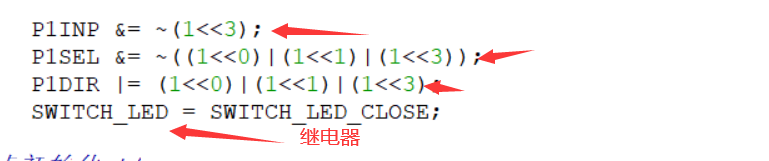 P1INP &= ~(1<<3);
P1SEL &= ~((1<<0)|(1<<1)|(1<<3));
P1DIR |= (1<<0)|(1<<1)|(1<<3)
SWITCH_LED = SWITCH_LED_CLOSE;
继电器